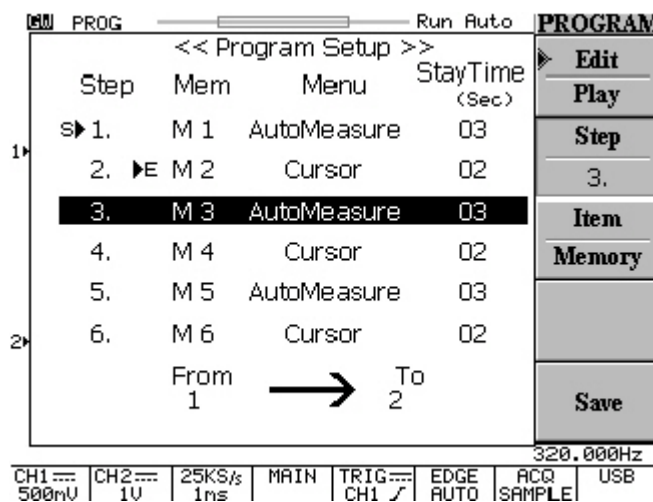 GW PROG Run Auto PROGRAM
<< Program Setup >>
Step Mem Menu StayTime
(Sec)
S 1. M 1 AutoMeasure 03
2. E M 2 Cursor 02
3. M 3 AutoMeasure 03
4. M 4 Cursor 02
5. M 5 AutoMeasure 03
6. M 6 Cursor 02
From To
1 2
1
2
Edit
Play
Step
3.
Item
Memory
Save
320.000Hz
CH1 CH2 25KS/s MAIN TRIG EDGE ACQ USB
500mV 1V 1ms CH1 AUTO SAMPLE